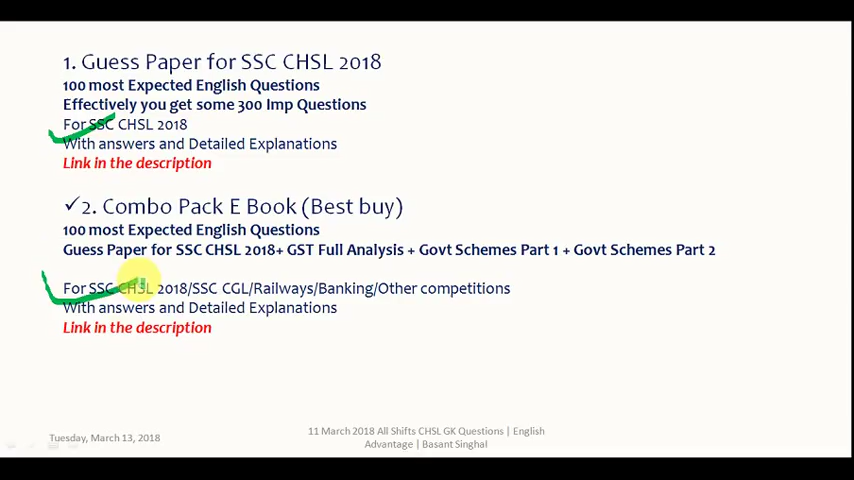 1. Guess Paper for SSC CHSL 2018
100 most Expected English Questions
Effectively you get some 300 Imp Questions
For SSC CHSL 2018
With answers and Detailed Explanations
Link in the description
✓2. Combo Pack E Book (Best buy)
100 most Expected English Questions
Guess Paper for SSC CHSL 2018+ GST Full Analysis + Govt Schemes Part 1 + Govt Schemes Part 2
For SSC CHSL 2018/SSC CGL/Railways/Banking/Other competitions
With answers and Detailed Explanations
Link in the description
Tuesday, March 13, 2018
11 March 2018 All Shifts CHSL GK Questions | English
Advantage | Basant Singhal